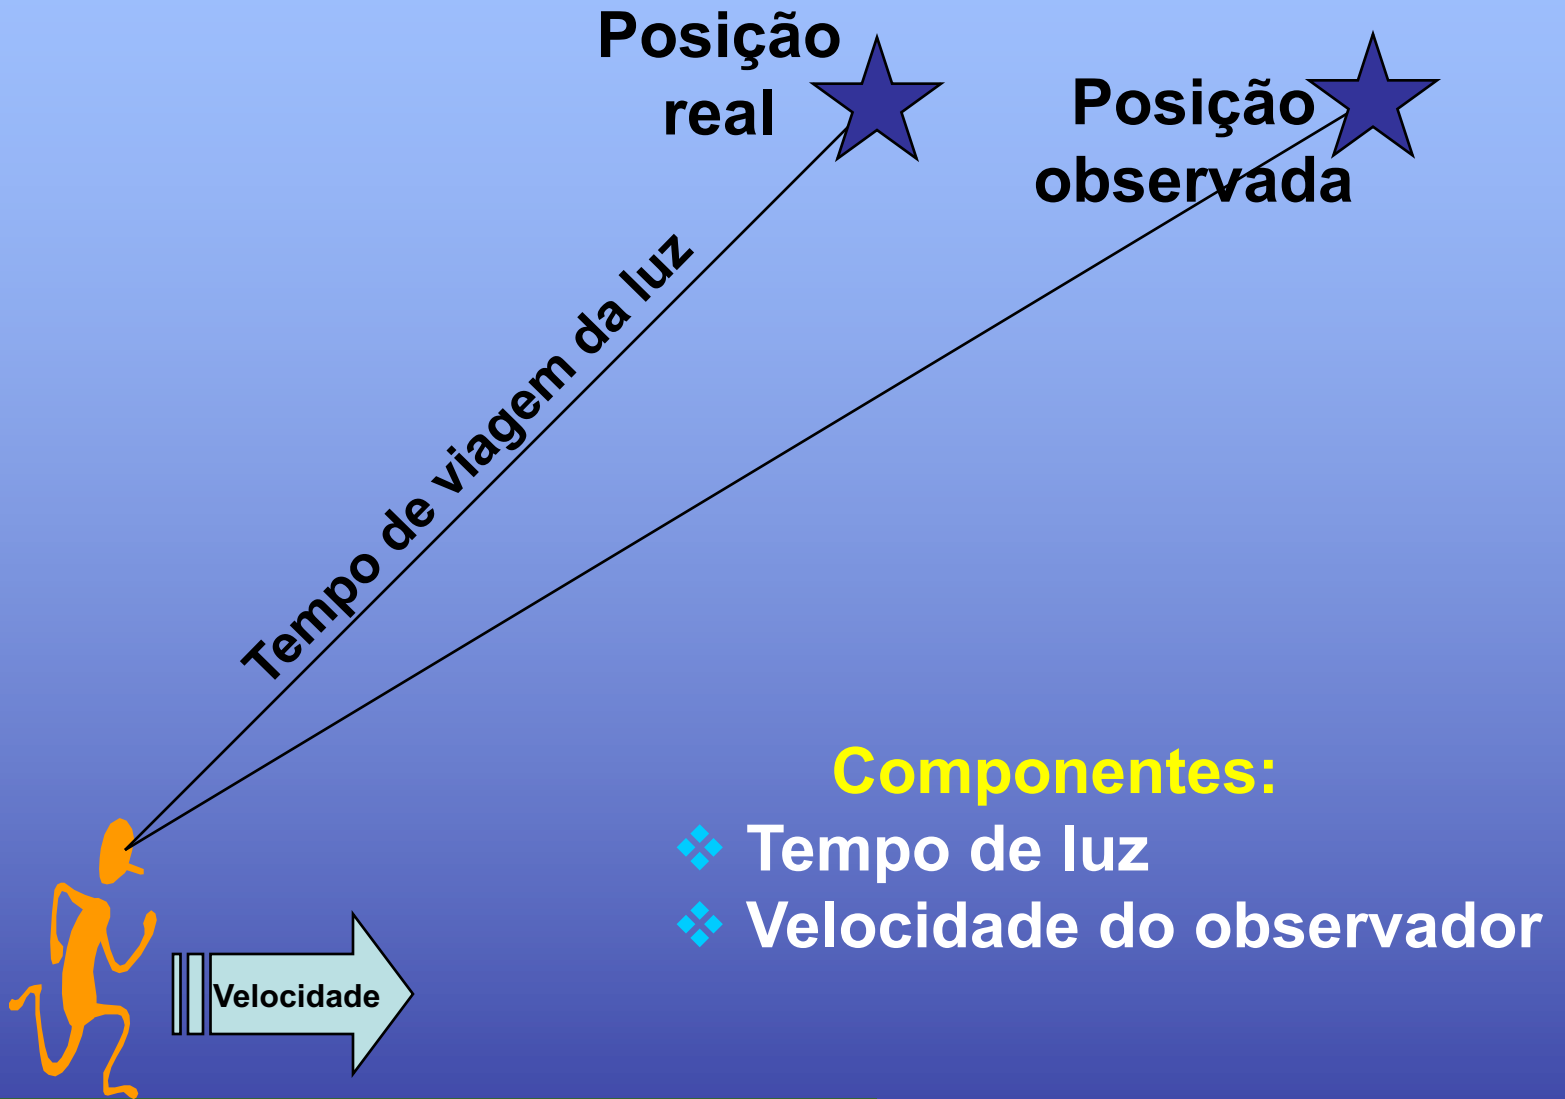 Posição
real
Posição
observada
Tempo de viagem da luz
Componentes:
Tempo de luz
Velocidade do observador
Velocidade